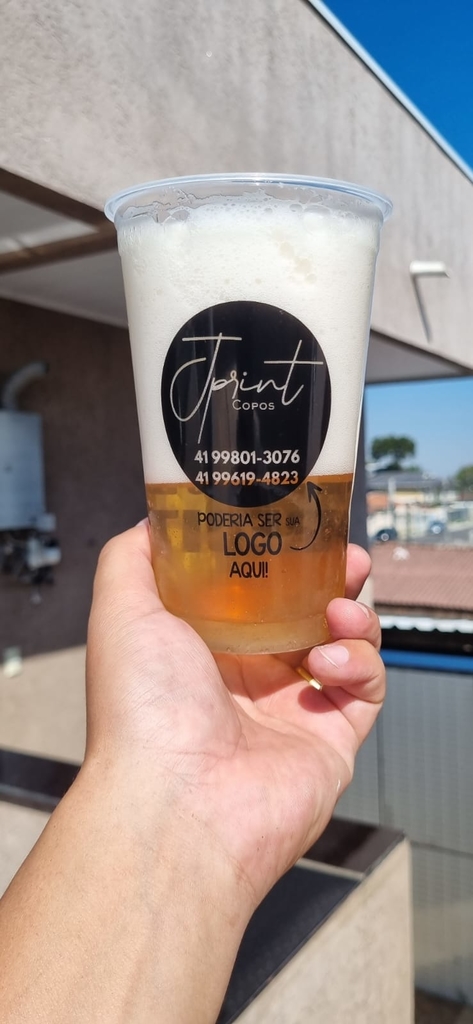 Jprint
COPOS
41 99801-3076
41 99619-4823
PODERIA SER SUA
LOGO
AQUI!